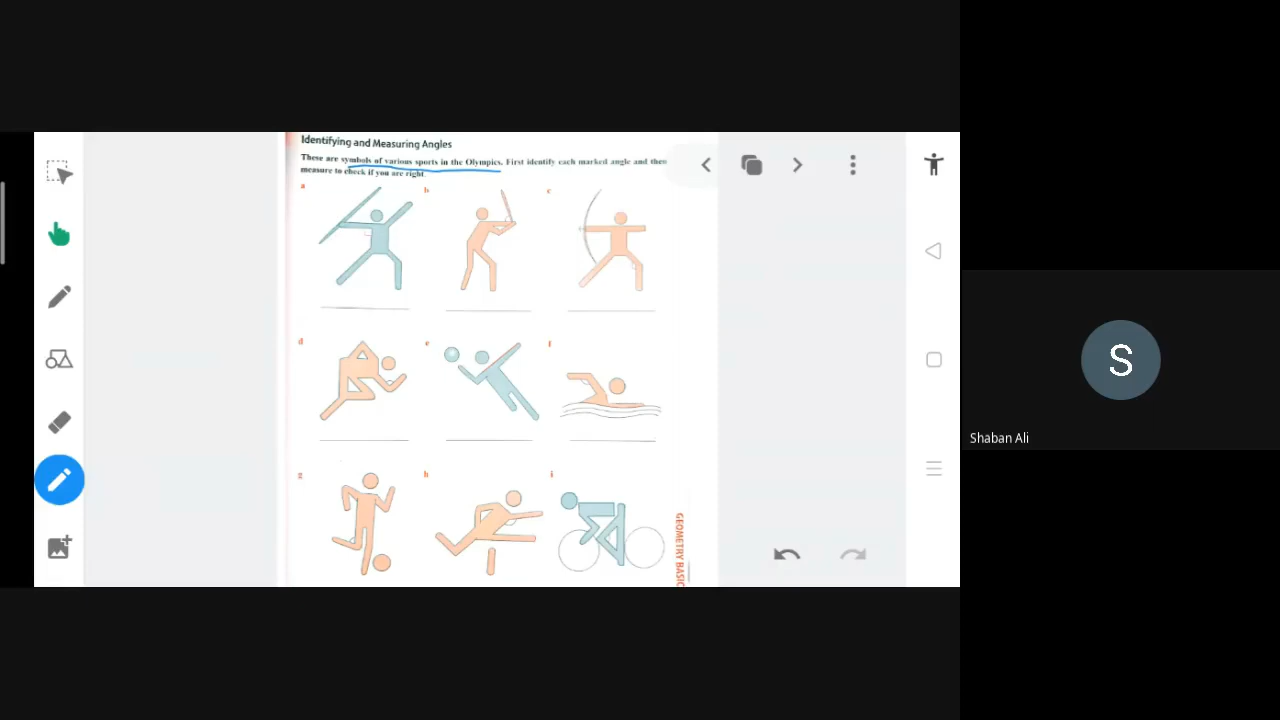 Identifying and Measuring Angles
These are symbols of various sports in the Olympics. First identify each marked angle and then
measure to check if you are right.
a
b
c
d
e
f
g
h
i
GEOMETRY BASIC
S
Shaban Ali